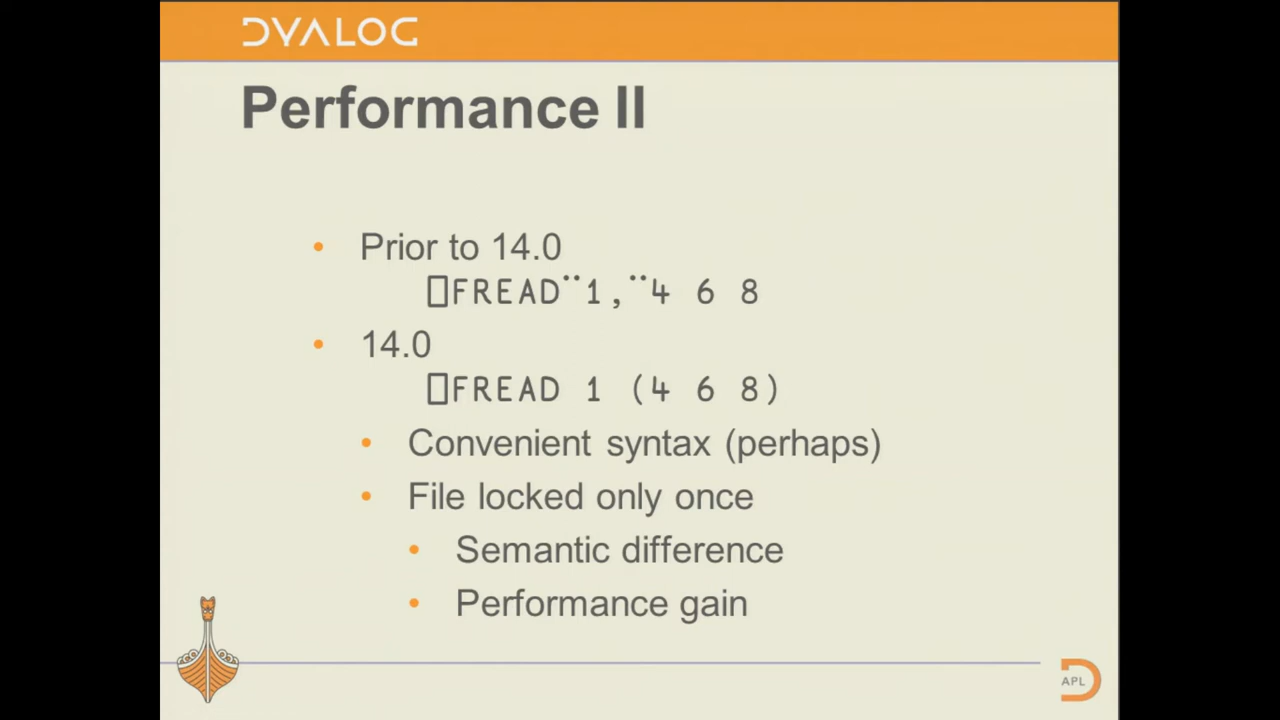 DYALOG
Performance II
• Prior to 14.0
⎕FREAD¨1,¨4 6 8
• 14.0
⎕FREAD 1 (4 6 8)
• Convenient syntax (perhaps)
• File locked only once
• Semantic difference
• Performance gain
APL